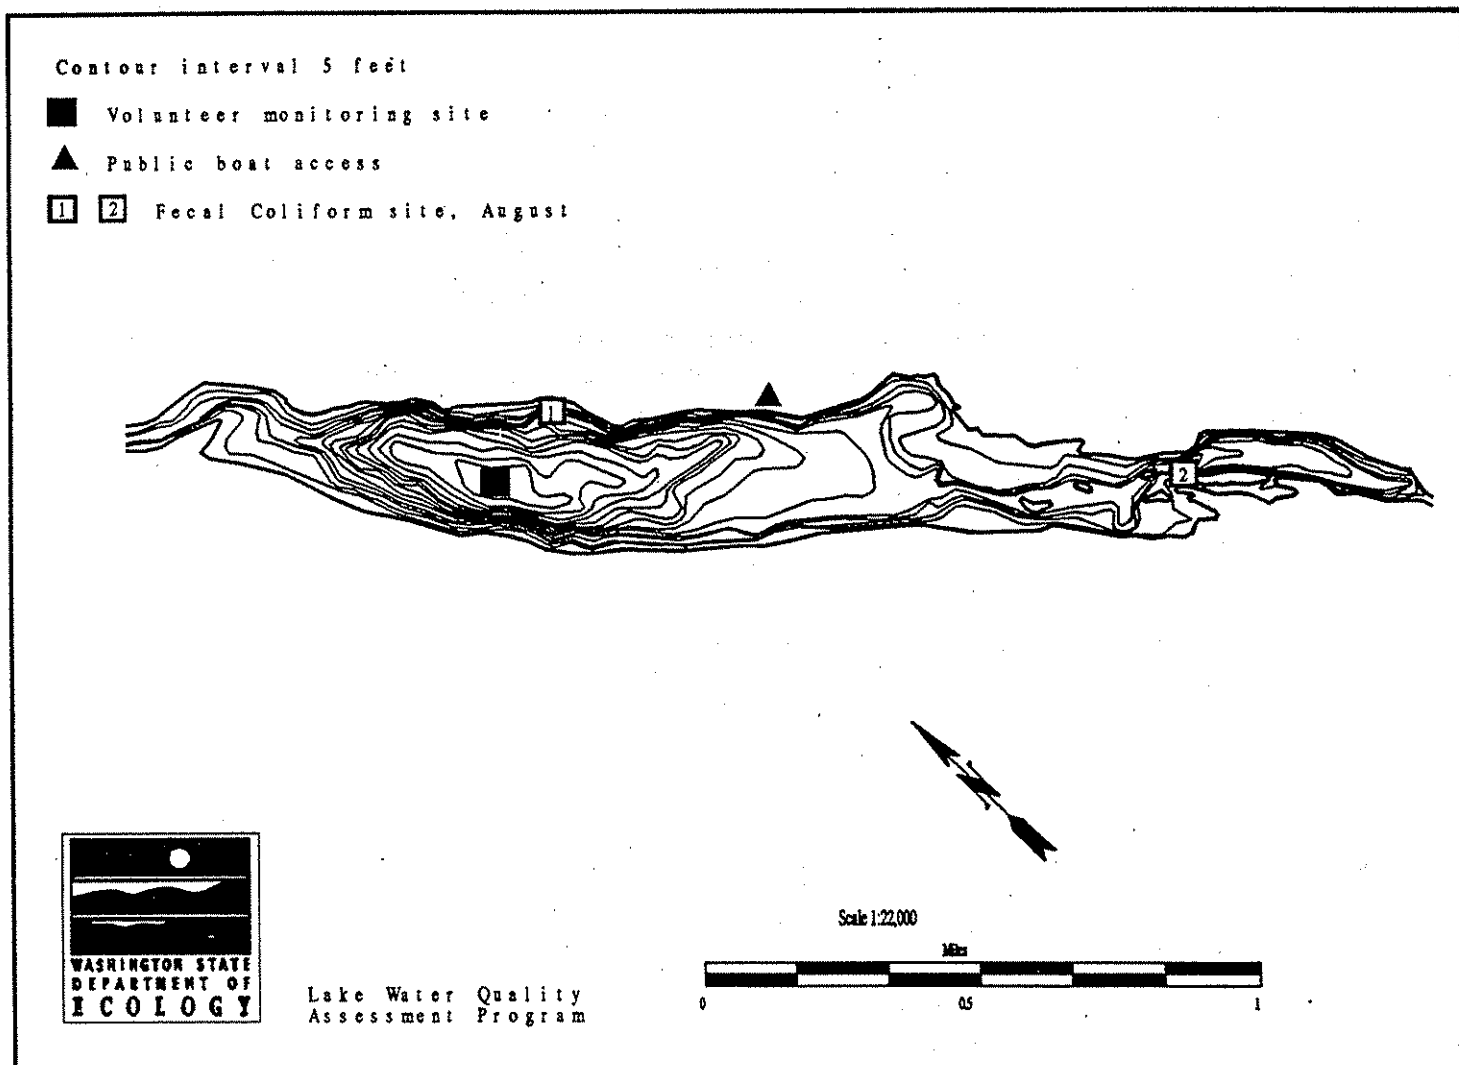 Contour interval 5 feet
Volunteer monitoring site
Public boat access
1 2 Fecal Coliform site, August
1
2
Scale 1:22,000
Miles
0 0.5 1
WASHINGTON STATE
DEPARTMENT OF
ECOLOGY
Lake Water Quality
Assessment Program